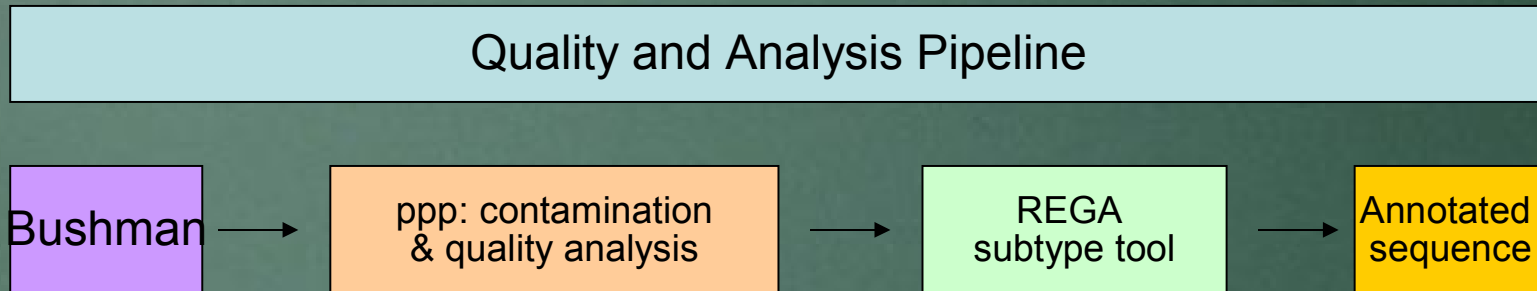 Quality and Analysis Pipeline
Bushman
ppp: contamination
& quality analysis
REGA
subtype tool
Annotated
sequence